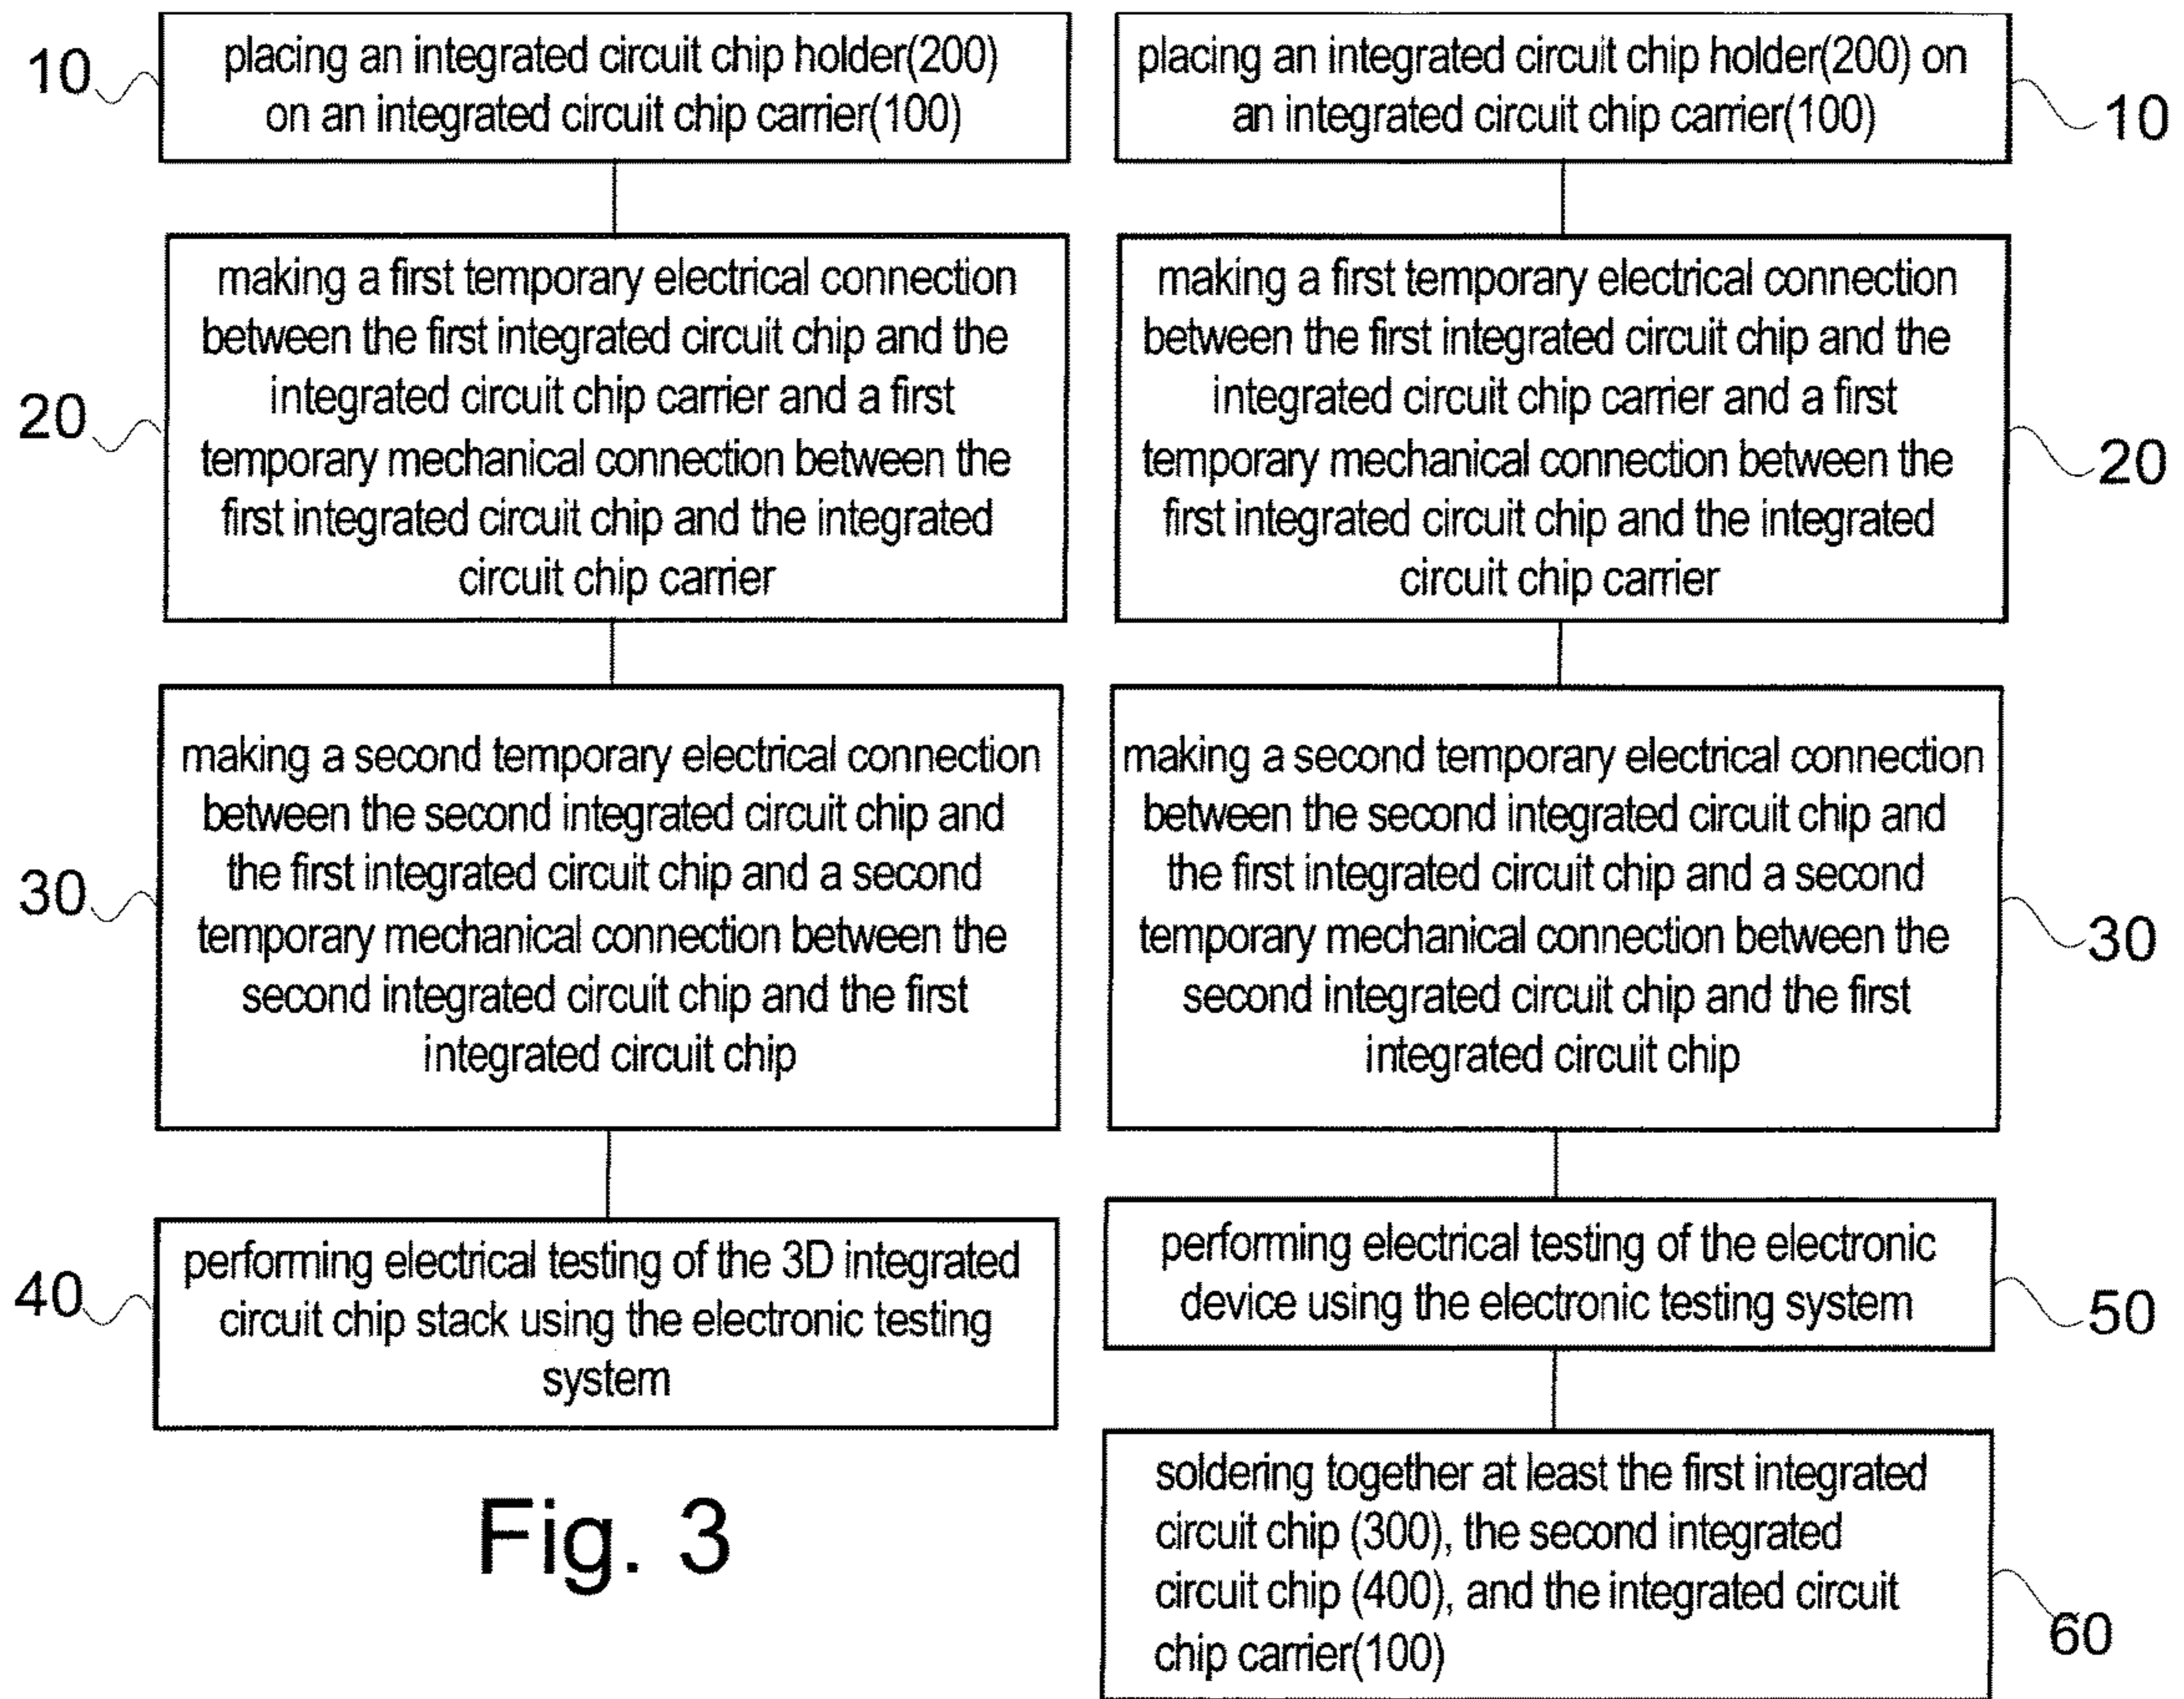 10
placing an integrated circuit chip holder(200)
on an integrated circuit chip carrier(100)
20
making a first temporary electrical connection
between the first integrated circuit chip and the
integrated circuit chip carrier and a first
temporary mechanical connection between the
first integrated circuit chip and the integrated
circuit chip carrier
30
making a second temporary electrical connection
between the second integrated circuit chip and
the first integrated circuit chip and a second
temporary mechanical connection between the
second integrated circuit chip and the first
integrated circuit chip
40
performing electrical testing of the 3D integrated
circuit chip stack using the electronic testing
system
Fig. 3
placing an integrated circuit chip holder(200) on
an integrated circuit chip carrier(100)
10
making a first temporary electrical connection
between the first integrated circuit chip and the
integrated circuit chip carrier and a first
temporary mechanical connection between the
first integrated circuit chip and the integrated
circuit chip carrier
20
making a second temporary electrical connection
between the second integrated circuit chip and
the first integrated circuit chip and a second
temporary mechanical connection between the
second integrated circuit chip and the first
integrated circuit chip
30
performing electrical testing of the electronic
device using the electronic testing system
50
soldering together at least the first integrated
circuit chip (300), the second integrated
circuit chip (400), and the integrated circuit
chip carrier(100)
60